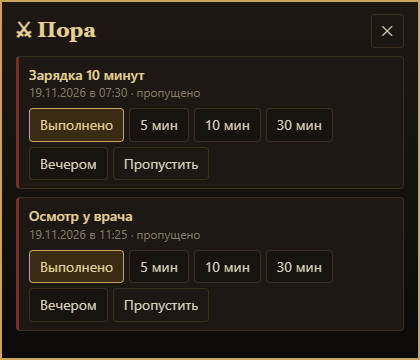 ⚔ Пора
Зарядка 10 минут
19.11.2026 в 07:30 · пропущено
Выполнено 5 мин 10 мин 30 мин
Вечером Пропустить
Осмотр у врача
19.11.2026 в 11:25 · пропущено
Выполнено 5 мин 10 мин 30 мин
Вечером Пропустить